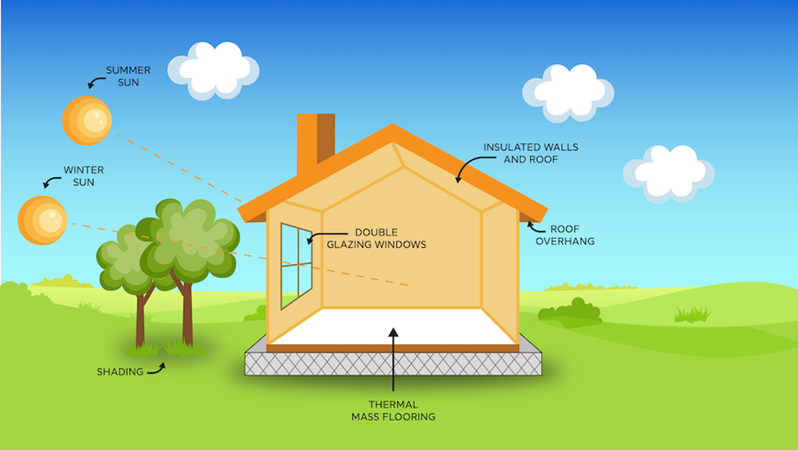 SUMMER
SUN
WINTER
SUN
INSULATED WALLS
AND ROOF
DOUBLE
GLAZING WINDOWS
ROOF
OVERHANG
SHADING
THERMAL
MASS FLOORING